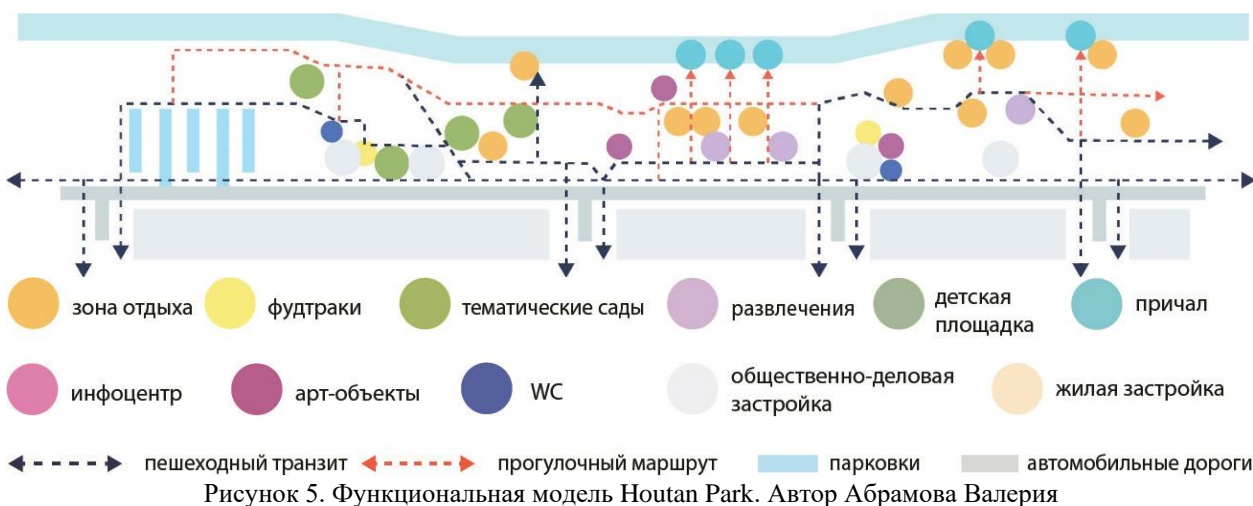 зона отдыха
фудтраки
тематические сады
развлечения
детская
площадка
причал
инфоцентр
арт-объекты
WC
общественно-деловая
застройка
жилая застройка
пешеходный транзит
прогулочный маршрут
парковки
автомобильные дороги
Рисунок 5. Функциональная модель Houtan Park. Автор Абрамова Валерия